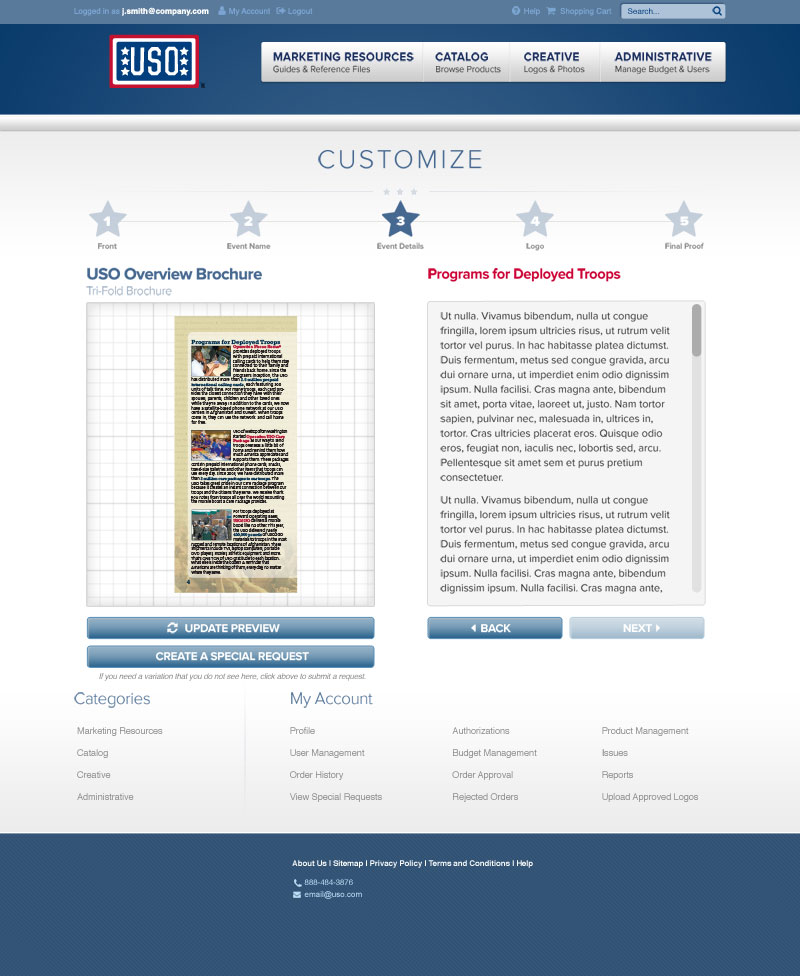 Logged in as j.smith@company.com My Account Logout Help Shopping Cart Search...
USO
MARKETING RESOURCES
Guides & Reference Files
CATALOG
Browse Products
CREATIVE
Logos & Photos
ADMINISTRATIVE
Manage Budget & Users
CUSTOMIZE
1 2 3 4 5
Front Event Name Event Details Logo Final Proof
USO Overview Brochure
Tri-Fold Brochure
Programs for Deployed Troops
UPDATE PREVIEW
CREATE A SPECIAL REQUEST
If you need a variation that you do not see here, click above to submit a request.
Programs for Deployed Troops
Ut nulla. Vivamus bibendum, nulla ut congue
fringilla, lorem ipsum ultricies risus, ut rutrum velit
tortor vel purus. In hac habitasse platea dictumst.
Duis fermentum, metus sed congue gravida, arcu
dui ornare urna, ut imperdiet enim odio dignissim
ipsum. Nulla facilisi. Cras magna ante, bibendum
sit amet, porta vitae, laoreet ut, justo. Nam tortor
sapien, pulvinar nec, malesuada in, ultrices in,
tortor. Cras ultricies placerat eros. Quisque odio
eros, feugiat non, iaculis nec, lobortis sed, arcu.
Pellentesque sit amet sem et purus pretium
consectetuer.
Ut nulla. Vivamus bibendum, nulla ut congue
fringilla, lorem ipsum ultricies risus, ut rutrum velit
tortor vel purus. In hac habitasse platea dictumst.
Duis fermentum, metus sed congue gravida, arcu
dui ornare urna, ut imperdiet enim odio dignissim
ipsum. Nulla facilisi. Cras magna ante, bibendum
dignissim ipsum. Nulla facilisi. Cras magna ante,
BACK
NEXT
Categories
Marketing Resources
Catalog
Creative
Administrative
My Account
Profile
User Management
Order History
View Special Requests
Authorizations
Budget Management
Order Approval
Rejected Orders
Product Management
Issues
Reports
Upload Approved Logos
About Us | Sitemap | Privacy Policy | Terms and Conditions | Help
888-484-3876
email@uso.com